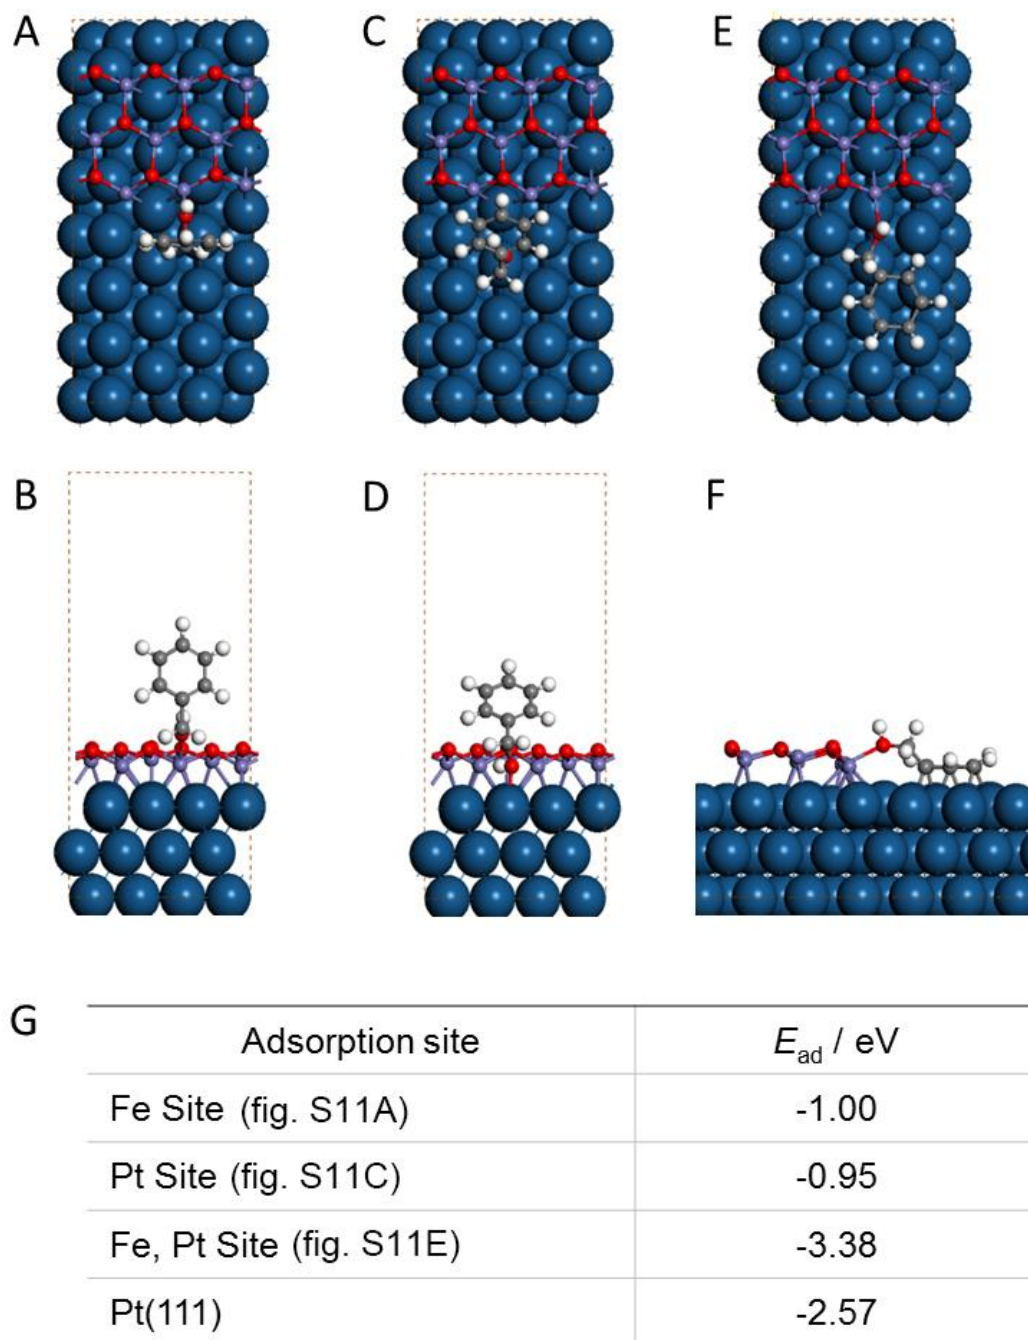 A
C
E
B
D
F
G
Adsorption site
E_ad / eV
Fe Site (fig. S11A)
-1.00
Pt Site (fig. S11C)
-0.95
Fe, Pt Site (fig. S11E)
-3.38
Pt(111)
-2.57